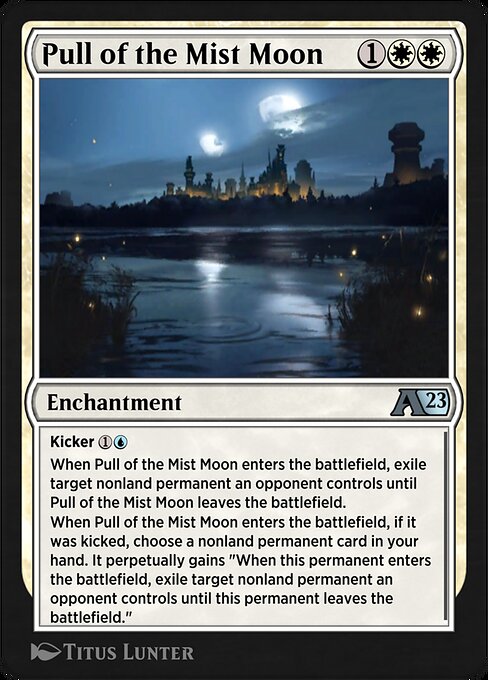 Pull of the Mist Moon 1
Enchantment A23
Kicker 1
When Pull of the Mist Moon enters the battlefield, exile
target nonland permanent an opponent controls until
Pull of the Mist Moon leaves the battlefield.
When Pull of the Mist Moon enters the battlefield, if it
was kicked, choose a nonland permanent card in your
hand. It perpetually gains "When this permanent enters
the battlefield, exile target nonland permanent an
opponent controls until this permanent leaves the
battlefield."
Titus Lunter